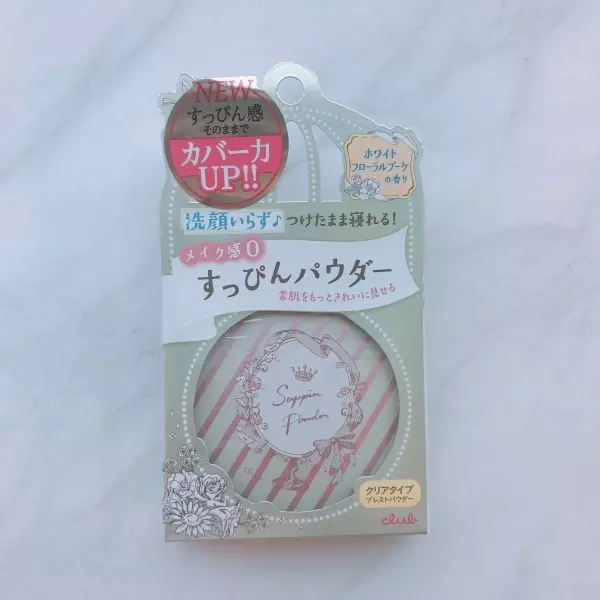 NEW
すっぴん感
そのままで
カバー力
UP!!
ホワイト
フローラルブーケ
の香り
洗顔いらず♪つけたまま寝れる!
メイク感0
すっぴんパウダー
素肌をもっときれいに見せる
Suppin
Powder
クリアタイプ
プレストパウダー
club